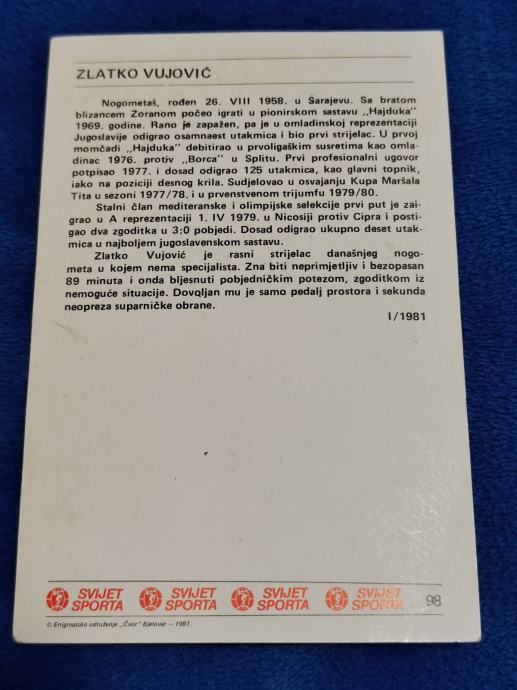 ZLATKO VUJOVIĆ
Nogometaš, rođen 26. VIII 1958. u Sarajevu. Sa bratom
blizancem Zoranom počeo igrati u pionirskom sastavu ,,Hajduka''
1969. godine. Rano je zapažen, pa je u omladinskoj reprezentaciji
Jugoslavije odigrao osamnaest utakmica i bio prvi strijelac. U prvoj
momčadi ,,Hajduka'' debitirao u prvoligaškim susretima kao omla-
dinac 1976. protiv ,,Borca'' u Splitu. Prvi profesionalni ugovor
potpisao 1977. i dosad odigrao 125 utakmica, kao glavni topnik,
iako na poziciji desnog krila. Sudjelovao u osvajanju Kupa Maršala
Tita u sezoni 1977/78. i u prvenstvenom trijumfu 1979/80.
Stalni član mediteranske i olimpijske selekcije prvi put je zai-
grao u A reprezentaciji 1. IV 1979. u Nicosiji protiv Cipra i posti-
gao dva zgoditka u 3:0 pobjedi. Dosad odigrao ukupno deset utak-
mica u najboljem jugoslavenskom sastavu.
Zlatko Vujović je rasni strijelac današnjeg nogo-
meta u kojem nema specijalista. Zna biti neprimjetljiv i bezopasan
89 minuta i onda bljesnuti pobjedničkim potezom, zgoditkom iz
nemoguće situacije. Dovoljan mu je samo pedalj prostora i sekunda
neopreza suparničke obrane.
I/1981
SVIJET SPORTA SVIJET SPORTA SVIJET SPORTA SVIJET SPORTA 98
© Enigmatsko udruženje ,,Čvor'' Bjelovar – 1981.